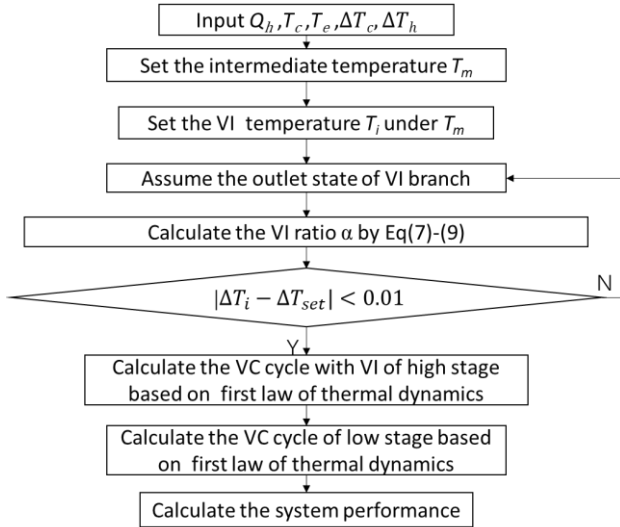 Input Q_h,T_c,T_e,ΔT_c,ΔT_h
Set the intermediate temperature T_m
Set the VI temperature T_i under T_m
Assume the outlet state of VI branch
Calculate the VI ratio α by Eq(7)-(9)
|ΔT_i − ΔT_set| < 0.01
N
Y
Calculate the VC cycle with VI of high stage
based on first law of thermal dynamics
Calculate the VC cycle of low stage based
on first law of thermal dynamics
Calculate the system performance